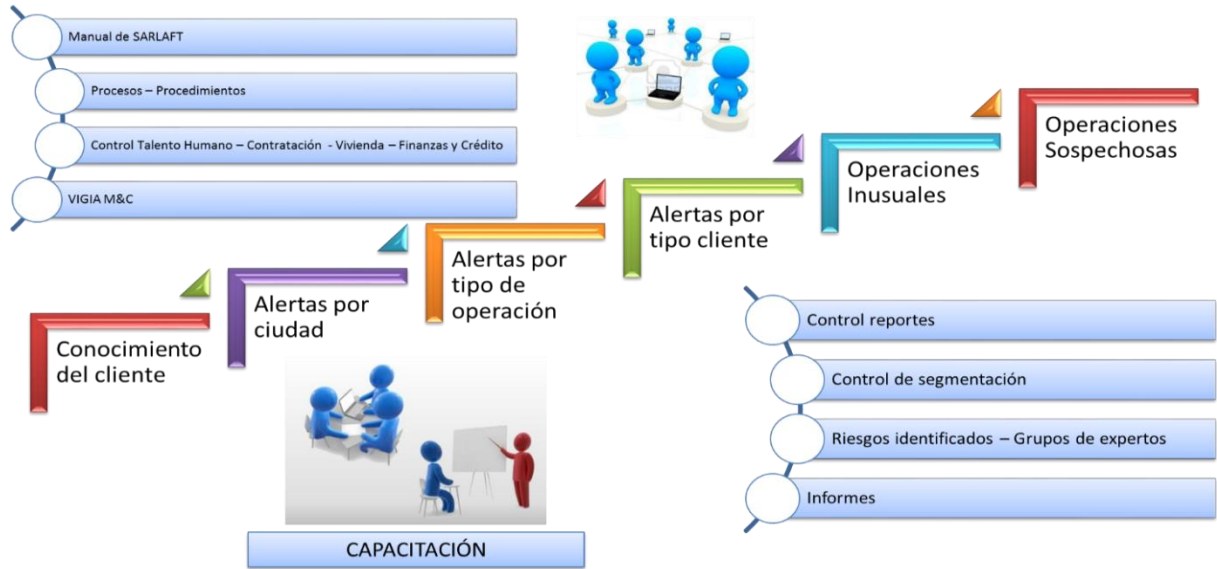 Manual de SARLAFT
Procesos – Procedimientos
Control Talento Humano – Contratación - Vivienda – Finanzas y Crédito
VIGIA M&C
Conocimiento
del cliente
Alertas por
ciudad
Alertas por
tipo de
operación
Alertas por
tipo cliente
Operaciones
Inusuales
Operaciones
Sospechosas
Control reportes
Control de segmentación
Riesgos identificados – Grupos de expertos
Informes
CAPACITACIÓN